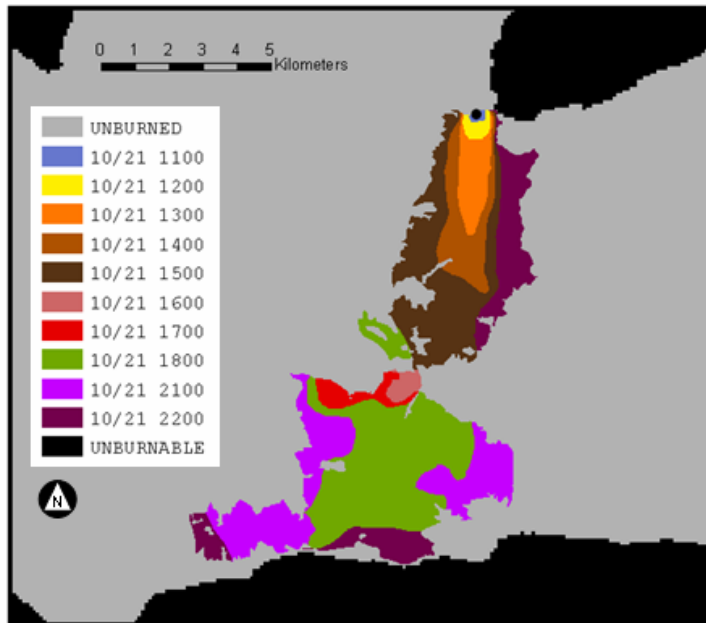 0 1 2 3 4 5
Kilometers
UNBURNED
10/21 1100
10/21 1200
10/21 1300
10/21 1400
10/21 1500
10/21 1600
10/21 1700
10/21 1800
10/21 2100
10/21 2200
UNBURNABLE
N